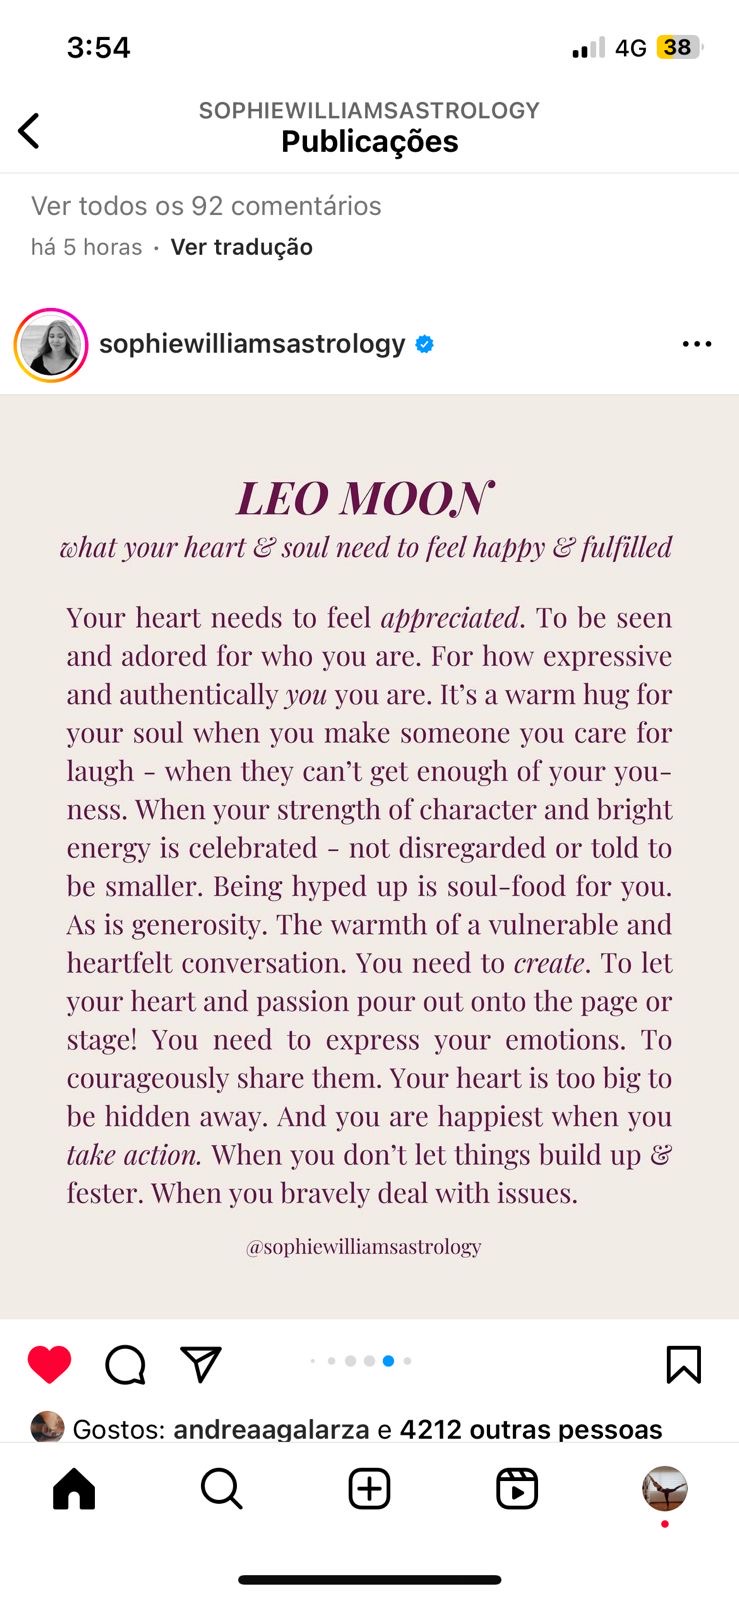 3:54
4G 38
SOPHIEWILLIAMSASTROLOGY
Publicações
Ver todos os 92 comentários
há 5 horas · Ver tradução
sophiewilliamsastrology
LEO MOON
what your heart & soul need to feel happy & fulfilled
Your heart needs to feel appreciated. To be seen
and adored for who you are. For how expressive
and authentically you you are. It’s a warm hug for
your soul when you make someone you care for
laugh - when they can’t get enough of your you-
ness. When your strength of character and bright
energy is celebrated - not disregarded or told to
be smaller. Being hyped up is soul-food for you.
As is generosity. The warmth of a vulnerable and
heartfelt conversation. You need to create. To let
your heart and passion pour out onto the page or
stage! You need to express your emotions. To
courageously share them. Your heart is too big to
be hidden away. And you are happiest when you
take action. When you don’t let things build up &
fester. When you bravely deal with issues.
@sophiewilliamsastrology
Gostos: andreaagalarza e 4212 outras pessoas